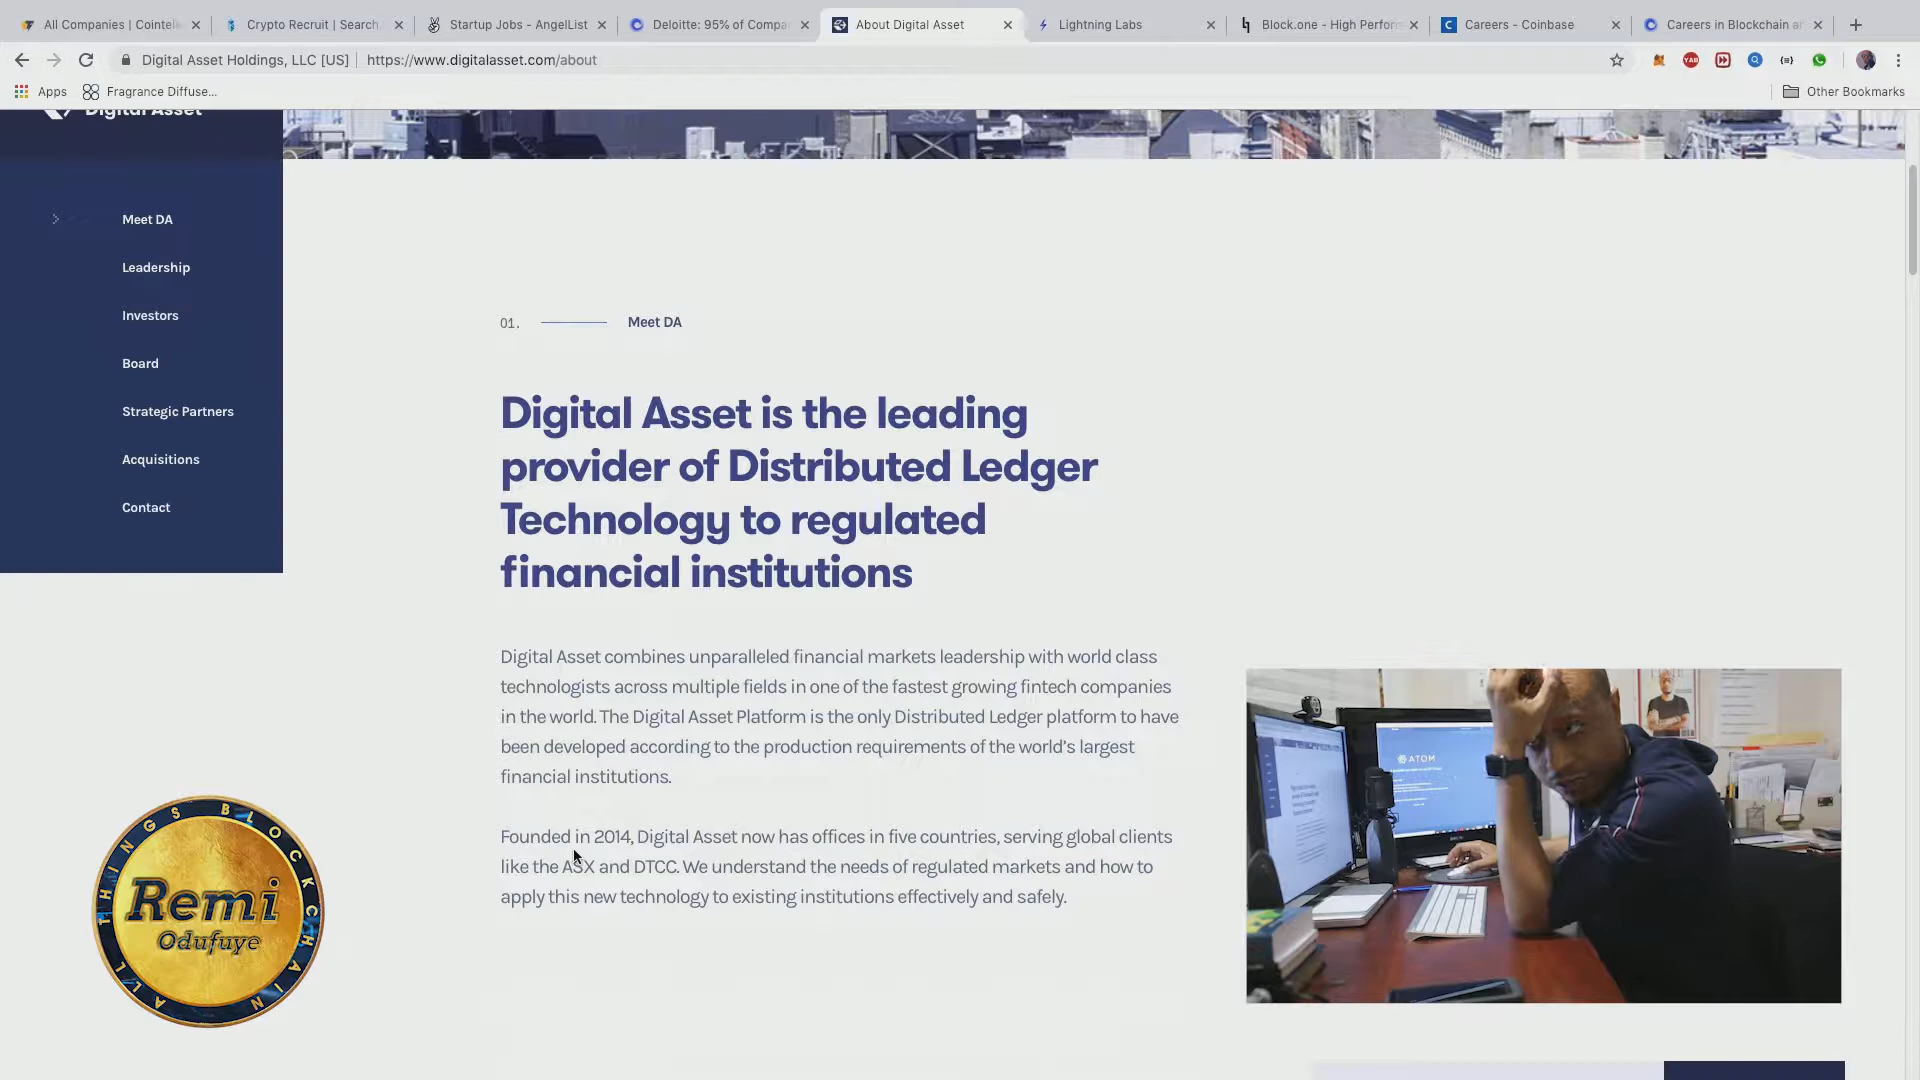 All Companies | Cointele
Crypto Recruit | Search
Startup Jobs - AngelList
Deloitte: 95% of Compa
About Digital Asset
Lightning Labs
Block.one - High Perfor
Careers - Coinbase
Careers in Blockchain a
Digital Asset Holdings, LLC [US]
https://www.digitalasset.com/about
Apps
Fragrance Diffuse...
Other Bookmarks
Digital Asset
Meet DA
Leadership
Investors
Board
Strategic Partners
Acquisitions
Contact
01.
Meet DA
Digital Asset is the leading
provider of Distributed Ledger
Technology to regulated
financial institutions
Digital Asset combines unparalleled financial markets leadership with world class
technologists across multiple fields in one of the fastest growing fintech companies
in the world. The Digital Asset Platform is the only Distributed Ledger platform to have
been developed according to the production requirements of the world's largest
financial institutions.
Founded in 2014, Digital Asset now has offices in five countries, serving global clients
like the ASX and DTCC. We understand the needs of regulated markets and how to
apply this new technology to existing institutions effectively and safely.
ALL THINGS BLOCKCHAIN
Remi
Odufuye
ATOM